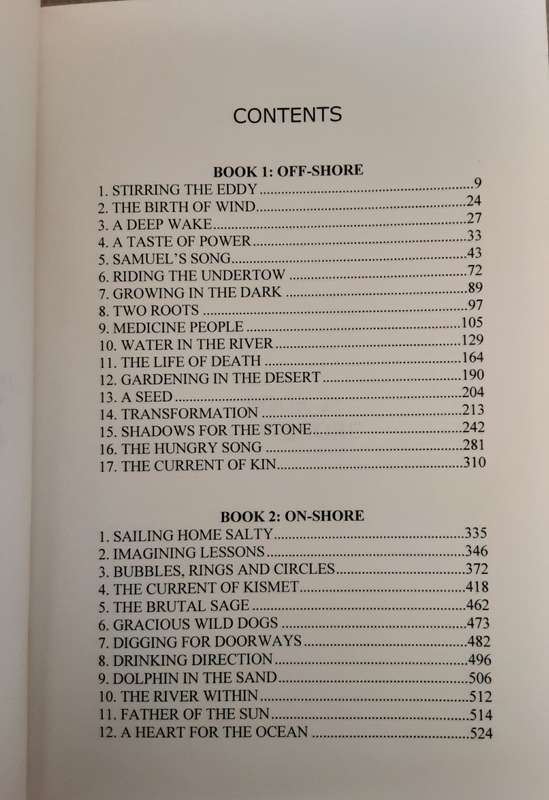 CONTENTS
BOOK 1: OFF-SHORE
1. STIRRING THE EDDY...........................................................9
2. THE BIRTH OF WIND..........................................................24
3. A DEEP WAKE......................................................................27
4. A TASTE OF POWER...........................................................33
5. SAMUEL'S SONG.................................................................43
6. RIDING THE UNDERTOW ..................................................72
7. GROWING IN THE DARK ...................................................89
8. TWO ROOTS .........................................................................97
9. MEDICINE PEOPLE ...........................................................105
10. WATER IN THE RIVER....................................................129
11. THE LIFE OF DEATH .......................................................164
12. GARDENING IN THE DESERT.......................................190
13. A SEED................................................................................204
14. TRANSFORMATION ........................................................213
15. SHADOWS FOR THE STONE..........................................242
16. THE HUNGRY SONG .......................................................281
17. THE CURRENT OF KIN....................................................310
BOOK 2: ON-SHORE
1. SAILING HOME SALTY.....................................................335
2. IMAGINING LESSONS.......................................................346
3. BUBBLES, RINGS AND CIRCLES....................................372
4. THE CURRENT OF KISMET..............................................418
5. THE BRUTAL SAGE ...........................................................462
6. GRACIOUS WILD DOGS ...................................................473
7. DIGGING FOR DOORWAYS..............................................482
8. DRINKING DIRECTION.....................................................496
9. DOLPHIN IN THE SAND....................................................506
10. THE RIVER WITHIN.........................................................512
11. FATHER OF THE SUN......................................................514
12. A HEART FOR THE OCEAN ...........................................524